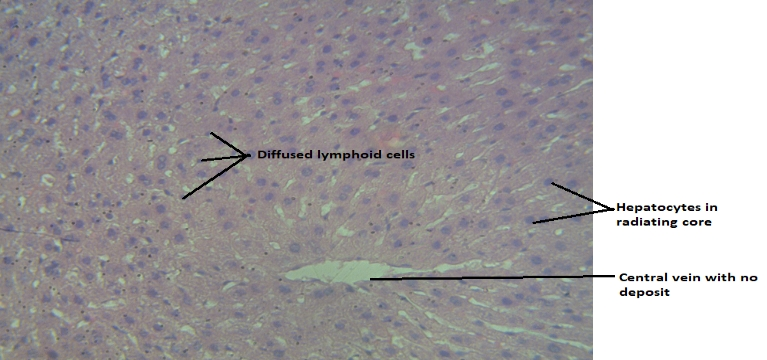 Diffused lymphoid cells
Hepatocytes in
radiating core
Central vein with no
deposit